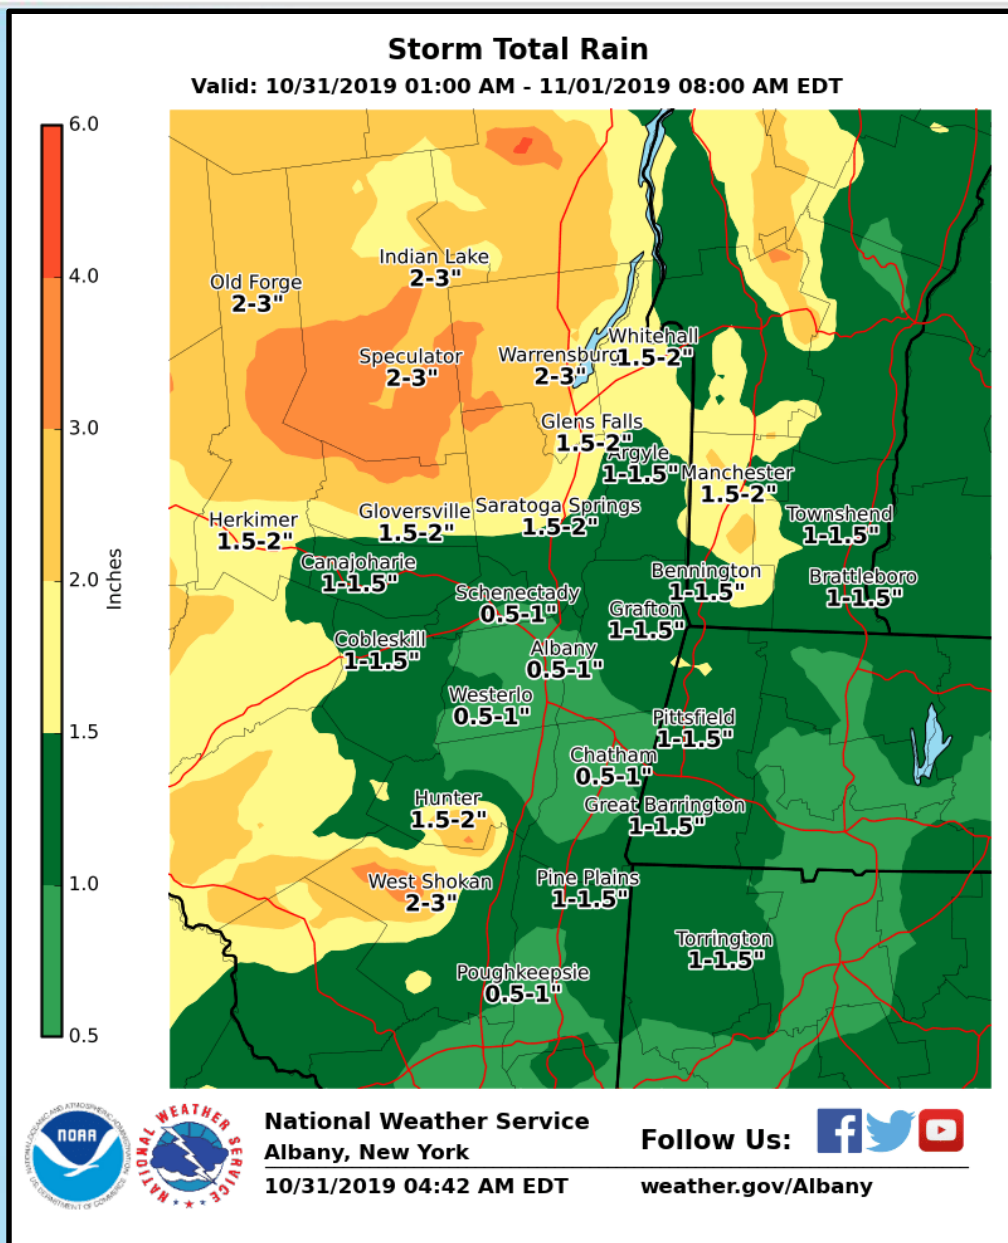 Storm Total Rain
Valid: 10/31/2019 01:00 AM - 11/01/2019 08:00 AM EDT
6.0
4.0
3.0
2.0
1.5
1.0
0.5
Inches
Indian Lake
2-3"
Old Forge
2-3"
Whitehall
1.5-2"
Speculator
2-3"
Warrensburg
2-3"
Glens Falls
1.5-2"
Argyle
1-1.5"
Manchester
1.5-2"
Saratoga Springs
1.5-2"
Gloversville
1.5-2"
Herkimer
1.5-2"
Townshend
1-1.5"
Canajoharie
1-1.5"
Bennington
1-1.5"
Brattleboro
1-1.5"
Schenectady
0.5-1"
Grafton
1-1.5"
Cobleskill
1-1.5"
Albany
0.5-1"
Westerlo
0.5-1"
Pittsfield
1-1.5"
Chatham
0.5-1"
Hunter
1.5-2"
Great Barrington
1-1.5"
West Shokan
2-3"
Pine Plains
1-1.5"
Torrington
1-1.5"
Poughkeepsie
0.5-1"
NATIONAL OCEANIC AND ATMOSPHERIC ADMINISTRATION
NOAA
U.S. DEPARTMENT OF COMMERCE
NATIONAL WEATHER SERVICE
National Weather Service
Albany, New York
10/31/2019 04:42 AM EDT
Follow Us:
weather.gov/Albany